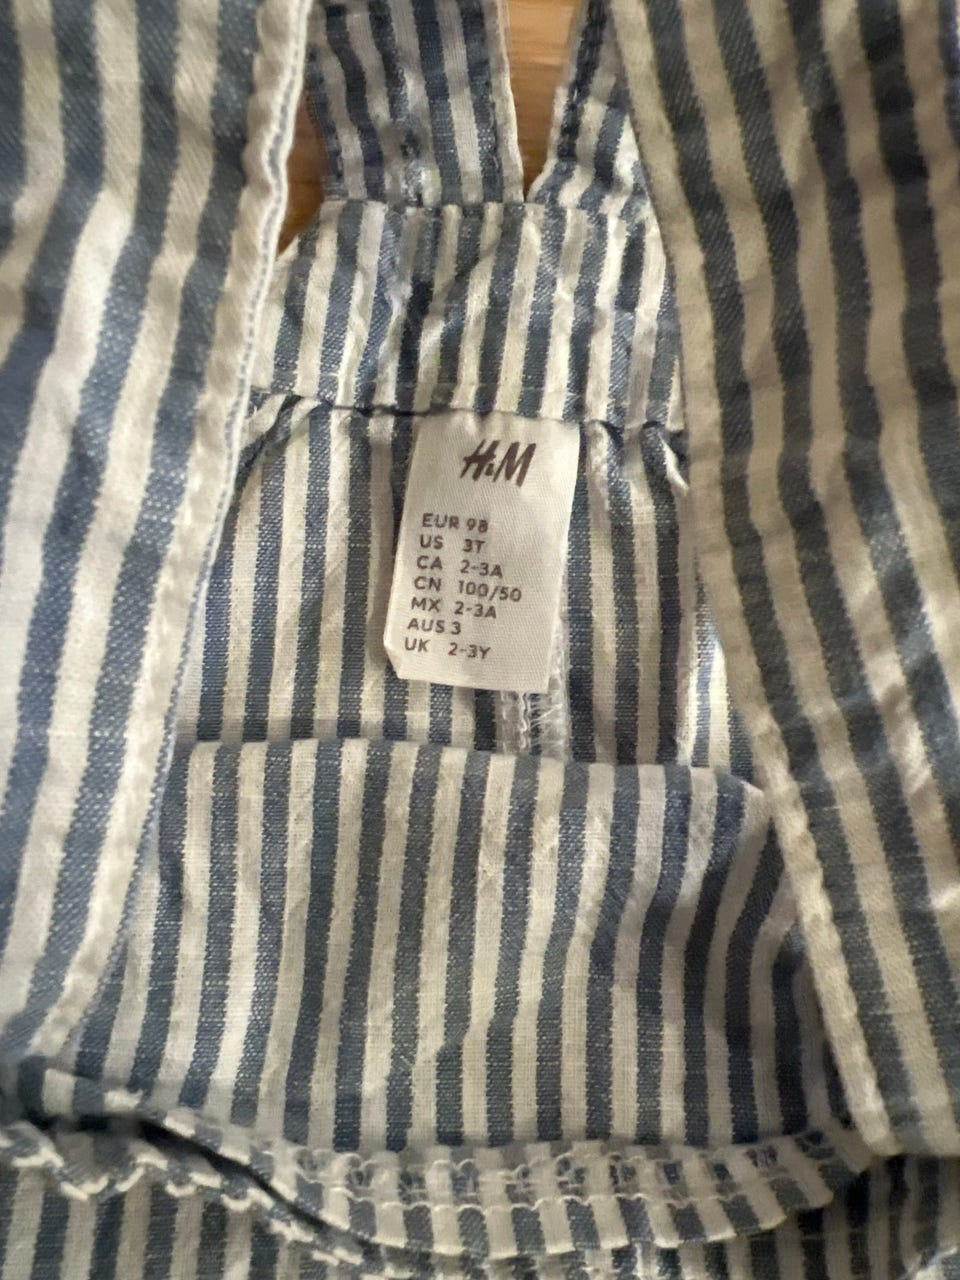 H&M
EUR 98
US 3T
CA 2-3A
CN 100/50
MX 2-3A
AUS 3
UK 2-3Y